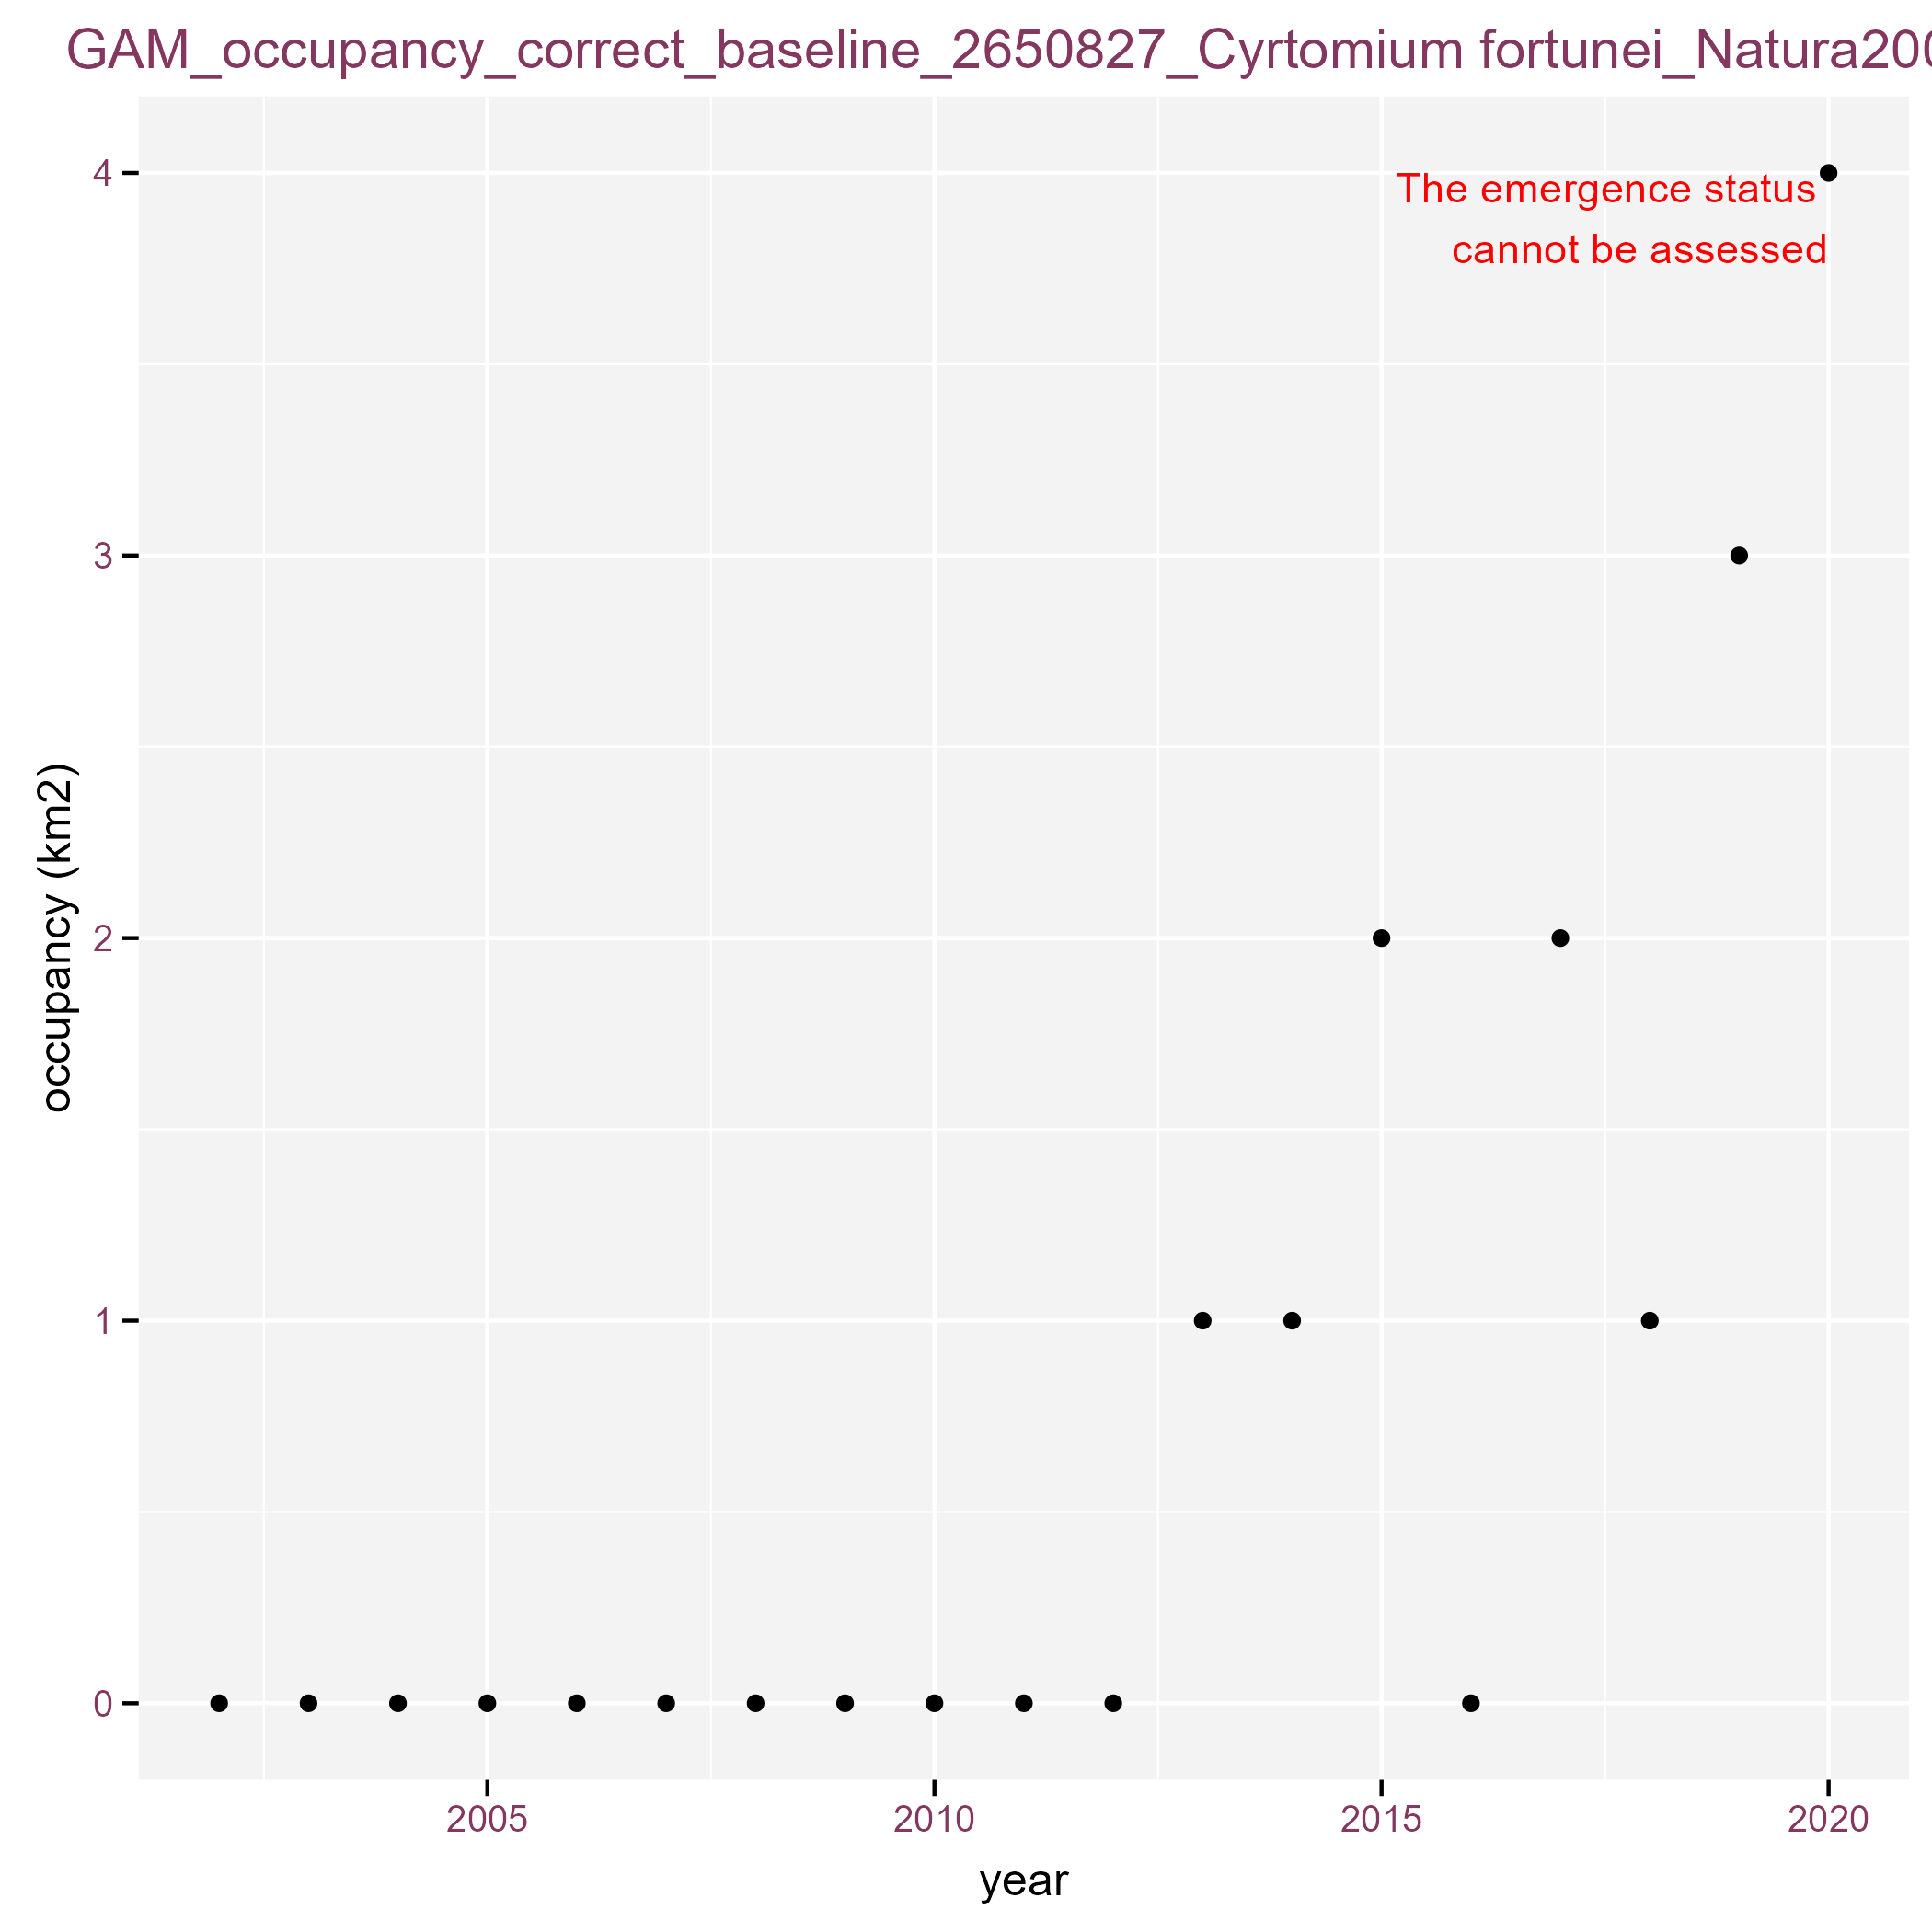 GAM_occupancy_correct_baseline_2650827_Cyrtomium fortunei_Natura200
4
The emergence status
cannot be assessed
3
occupancy (km2)
2
1
0
2005 2010 2015 2020
year